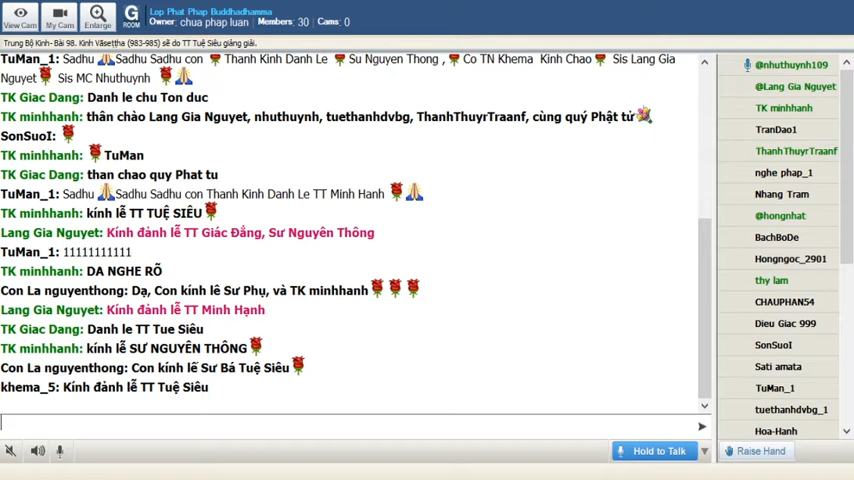 View Cam
My Cam
Enlarge
G
ROOM
Lop Phat Phap Buddhadhamma
Owner: chua phap luan / Members: 30 / Cams: 0
Trung Bộ Kinh- Bài 98. Kinh Vāseṭṭha (983-985) sẽ do TT Tuệ Siêu giảng giải.
TuMan_1: Sadhu Sadhu Sadhu con Thanh Kinh Danh Le Su Nguyen Thong , Co TN Khema Kinh Chao Sis Lang Gia
Nguyet Sis MC Nhuthuynh
TK Giac Dang: Danh le chu Ton duc
TK minhhanh: thân chào Lang Gia Nguyet, nhuthuynh, tuethanhdvbg, ThanhThuyrTraanf, cùng quý Phật tử
SonSuoI:
TK minhhanh: TuMan
TK Giac Dang: than chao quy Phat tu
TuMan_1: Sadhu Sadhu Sadhu con Thanh Kinh Danh Le TT Minh Hanh
TK minhhanh: kính lễ TT TUỆ SIÊU
Lang Gia Nguyet: Kính đảnh lễ TT Giác Đẳng, Sư Nguyên Thông
TuMan_1: 11111111111
TK minhhanh: DA NGHE RÕ
Con La nguyenthong: Dạ, Con kính lê Sư Phụ, và TK minhhanh
Lang Gia Nguyet: Kính đảnh lễ TT Minh Hạnh
TK Giac Dang: Danh le TT Tue Siêu
TK minhhanh: kính lễ SƯ NGUYÊN THÔNG
Con La nguyenthong: Con kính lế Sư Bá Tuệ Siêu
khema_5: Kính đảnh lễ TT Tuệ Siêu
@nhuthuynh109
@Lang Gia Nguyet
TK minhhanh
TranDao1
ThanhThuyrTraanf
nghe phap_1
Nhang Tram
@hongnhat
BachBoDe
Hongngoc_2901
thy lam
CHAUPHAN54
Dieu Giac 999
SonSuoI
Sati amata
TuMan_1
tuethanhdvbg_1
Hoa-Hanh
Hold to Talk
Raise Hand